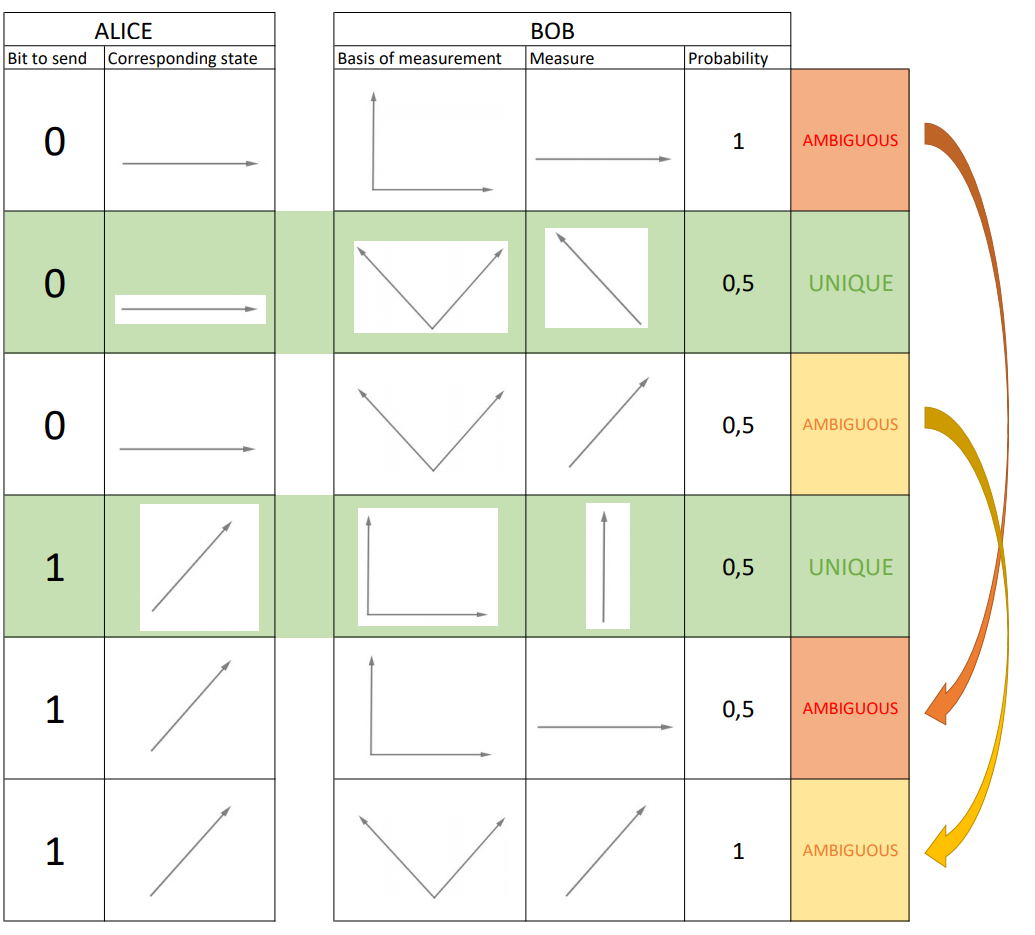 ALICE BOB
Bit to send Corresponding state Basis of measurement Measure Probability
0 1 AMBIGUOUS
0 0,5 UNIQUE
0 0,5 AMBIGUOUS
1 0,5 UNIQUE
1 0,5 AMBIGUOUS
1 1 AMBIGUOUS